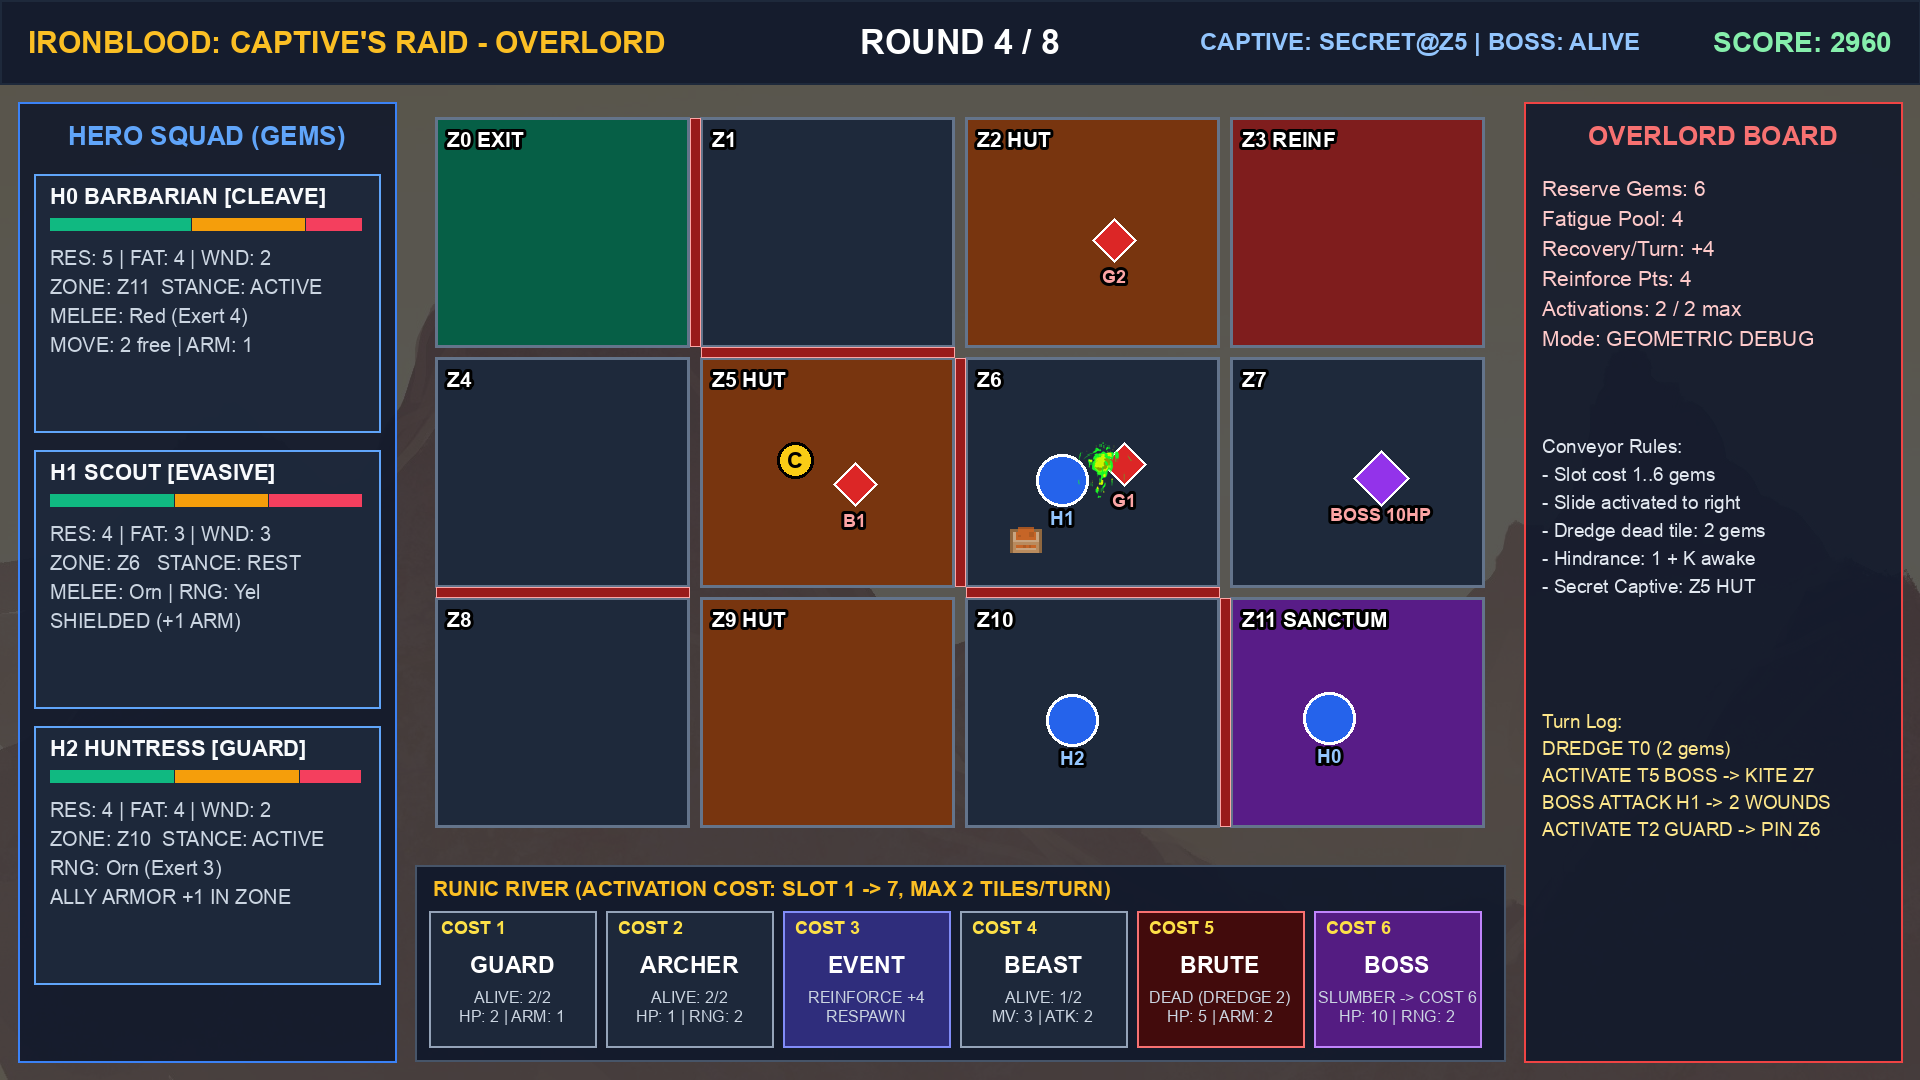 IRONBLOOD: CAPTIVE'S RAID - OVERLORD
ROUND 4 / 8
CAPTIVE: SECRET@Z5 | BOSS: ALIVE
SCORE: 2960
HERO SQUAD (GEMS)
H0 BARBARIAN [CLEAVE]
RES: 5 | FAT: 4 | WND: 2
ZONE: Z11 STANCE: ACTIVE
MELEE: Red (Exert 4)
MOVE: 2 free | ARM: 1
H1 SCOUT [EVASIVE]
RES: 4 | FAT: 3 | WND: 3
ZONE: Z6 STANCE: REST
MELEE: Orn | RNG: Yel
SHIELDED (+1 ARM)
H2 HUNTRESS [GUARD]
RES: 4 | FAT: 4 | WND: 2
ZONE: Z10 STANCE: ACTIVE
RNG: Orn (Exert 3)
ALLY ARMOR +1 IN ZONE
Z0 EXIT
Z1
Z2 HUT
G2
Z3 REINF
Z4
Z5 HUT
C
B1
Z6
H1
G1
Z7
BOSS 10HP
Z8
Z9 HUT
Z10
H2
Z11 SANCTUM
H0
RUNIC RIVER (ACTIVATION COST: SLOT 1 -> 7, MAX 2 TILES/TURN)
COST 1
GUARD
ALIVE: 2/2
HP: 2 | ARM: 1
COST 2
ARCHER
ALIVE: 2/2
HP: 1 | RNG: 2
COST 3
EVENT
REINFORCE +4
RESPAWN
COST 4
BEAST
ALIVE: 1/2
MV: 3 | ATK: 2
COST 5
BRUTE
DEAD (DREDGE 2)
HP: 5 | ARM: 2
COST 6
BOSS
SLUMBER -> COST 6
HP: 10 | RNG: 2
OVERLORD BOARD
Reserve Gems: 6
Fatigue Pool: 4
Recovery/Turn: +4
Reinforce Pts: 4
Activations: 2 / 2 max
Mode: GEOMETRIC DEBUG
Conveyor Rules:
- Slot cost 1..6 gems
- Slide activated to right
- Dredge dead tile: 2 gems
- Hindrance: 1 + K awake
- Secret Captive: Z5 HUT
Turn Log:
DREDGE T0 (2 gems)
ACTIVATE T5 BOSS -> KITE Z7
BOSS ATTACK H1 -> 2 WOUNDS
ACTIVATE T2 GUARD -> PIN Z6